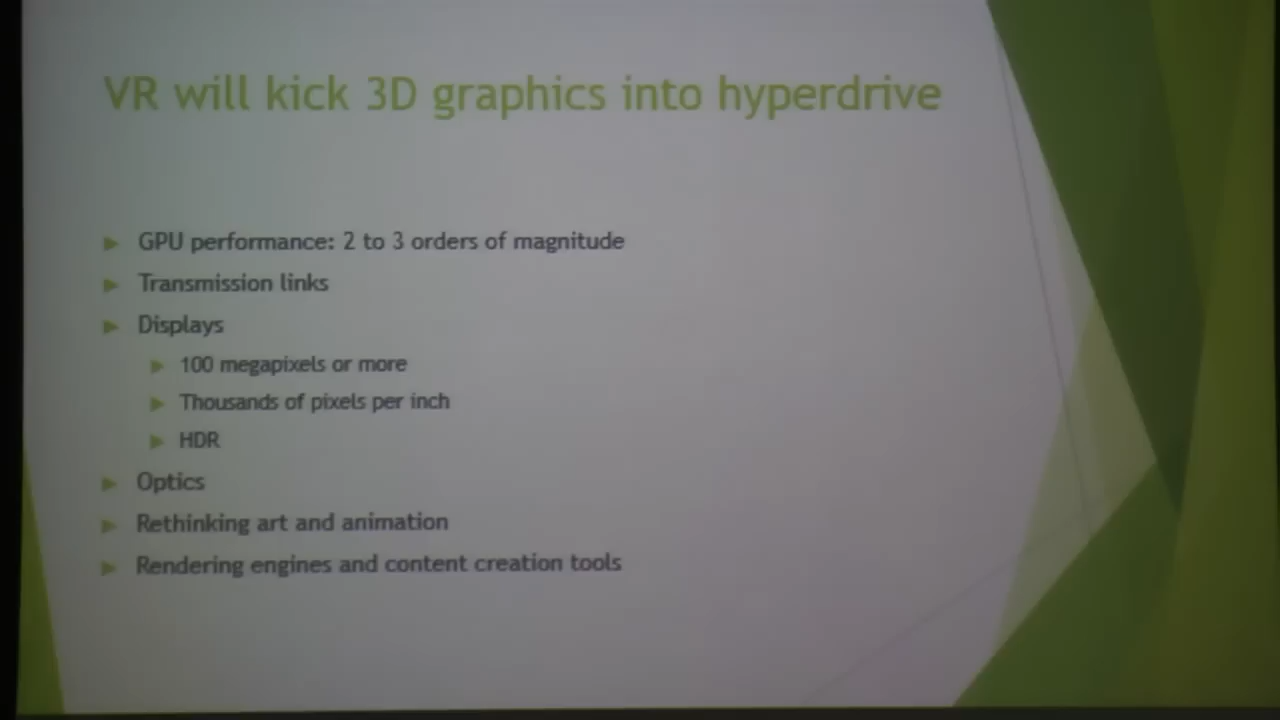 VR will kick 3D graphics into hyperdrive
GPU performance: 2 to 3 orders of magnitude
Transmission links
Displays
100 megapixels or more
Thousands of pixels per inch
HDR
Optics
Rethinking art and animation
Rendering engines and content creation tools